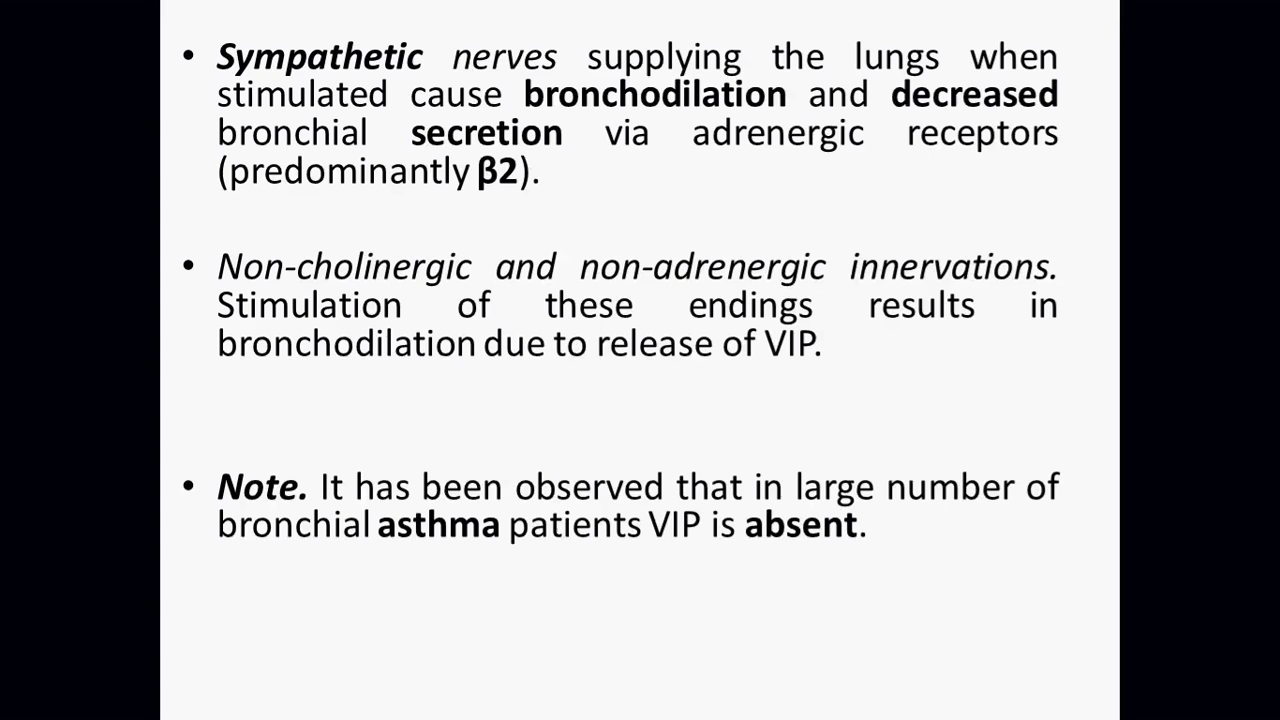 • Sympathetic nerves supplying the lungs when
stimulated cause bronchodilation and decreased
bronchial secretion via adrenergic receptors
(predominantly β2).
• Non-cholinergic and non-adrenergic innervations.
Stimulation of these endings results in
bronchodilation due to release of VIP.
• Note. It has been observed that in large number of
bronchial asthma patients VIP is absent.